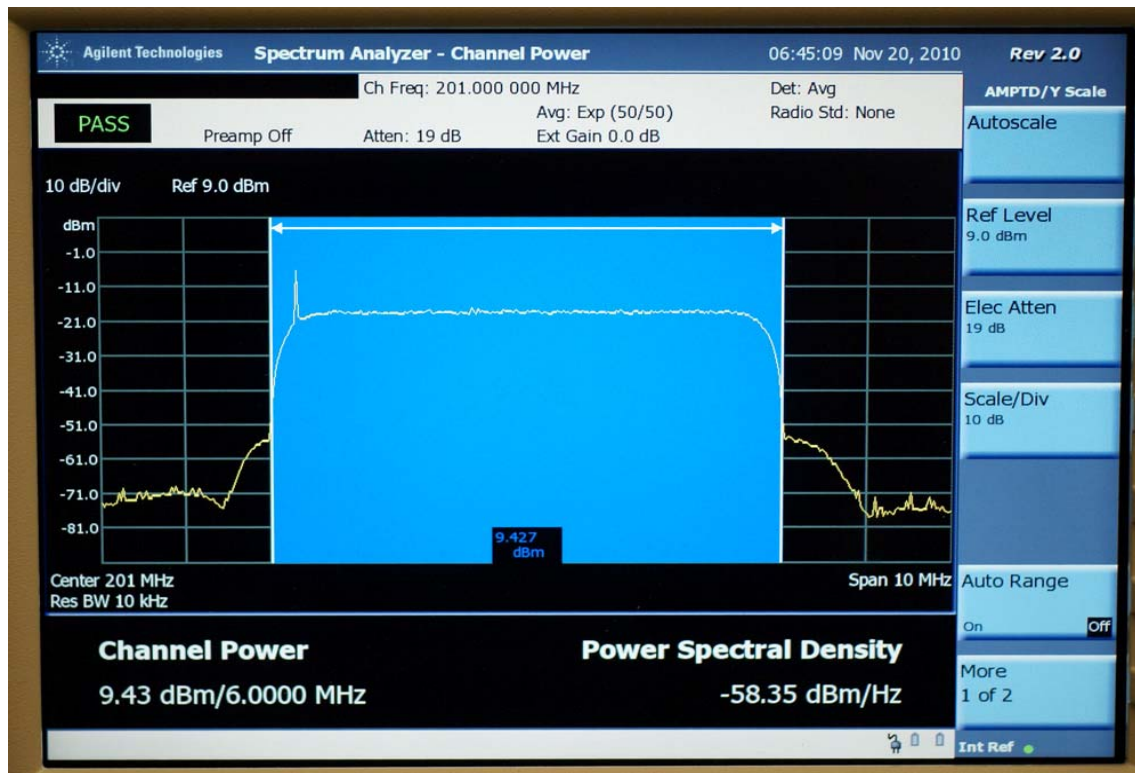 Agilent Technologies Spectrum Analyzer - Channel Power 06:45:09 Nov 20, 2010 Rev 2.0
Ch Freq: 201.000 000 MHz Det: Avg
PASS Avg: Exp (50/50) Radio Std: None
Preamp Off Atten: 19 dB Ext Gain 0.0 dB
10 dB/div Ref 9.0 dBm
dBm
-1.0
-11.0
-21.0
-31.0
-41.0
-51.0
-61.0
-71.0
-81.0
9.427
dBm
Center 201 MHz Span 10 MHz
Res BW 10 kHz
Channel Power Power Spectral Density
9.43 dBm/6.0000 MHz -58.35 dBm/Hz
AMPTD/Y Scale
Autoscale
Ref Level
9.0 dBm
Elec Atten
19 dB
Scale/Div
10 dB
Auto Range
On Off
More
1 of 2
Int Ref